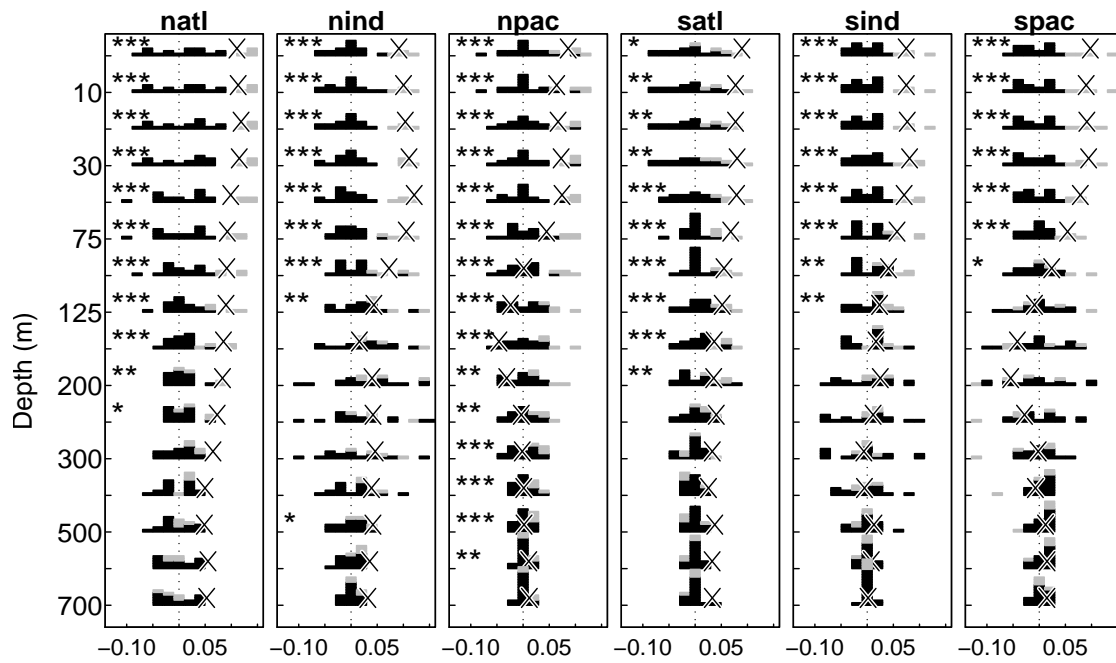 natl nind npac satl sind spac
*** *** *** * *** ***
10 *** *** *** ** *** ***
*** *** *** ** *** ***
30 *** *** *** ** *** ***
*** *** *** *** *** ***
75 *** *** *** *** *** ***
*** *** *** *** ** *
125 *** ** *** *** **
*** *** ***
200 ** ** **
* **
300 ***
***
500 * ***
**
700
Depth (m)
−0.10 0.05 −0.10 0.05 −0.10 0.05 −0.10 0.05 −0.10 0.05 −0.10 0.05